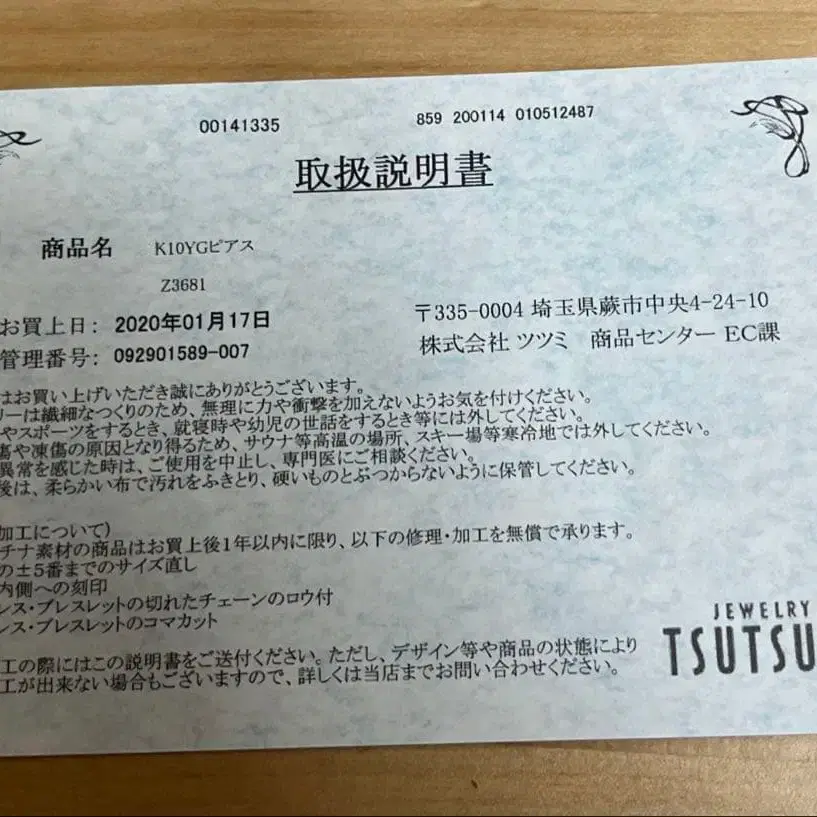 00141335
859 200114 010512487
取扱説明書
商品名 K10YGピアス
Z3681
お買上日: 2020年01月17日
管理番号: 092901589-007
〒335-0004 埼玉県蕨市中央4-24-10
株式会社 ツツミ 商品センター EC課
はお買い上げいただき誠にありがとうございます。
リーは繊細なつくりのため、無理に力や衝撃を加えないようお気を付けください。
やスポーツをするとき、就寝時や幼児の世話をするとき等には外してください。
傷や凍傷の原因となり得るため、サウナ等高温の場所、スキー場等寒冷地では外してください。
異常を感じた時は、ご使用を中止し、専門医にご相談ください。
後は、柔らかい布で汚れをふきとり、硬いものとぶつからないように保管してください。
加工について)
チナ素材の商品はお買上後1年以内に限り、以下の修理・加工を無償で承ります。
の±5番までのサイズ直し
内側への刻印
レス・ブレスレットの切れたチェーンのロウ付
レス・ブレスレットのコマカット
工の際にはこの説明書をご送付ください。ただし、デザイン等や商品の状態により
工が出来ない場合もございますので、詳しくは当店までお問い合わせください。
JEWELRY
TSUTSU